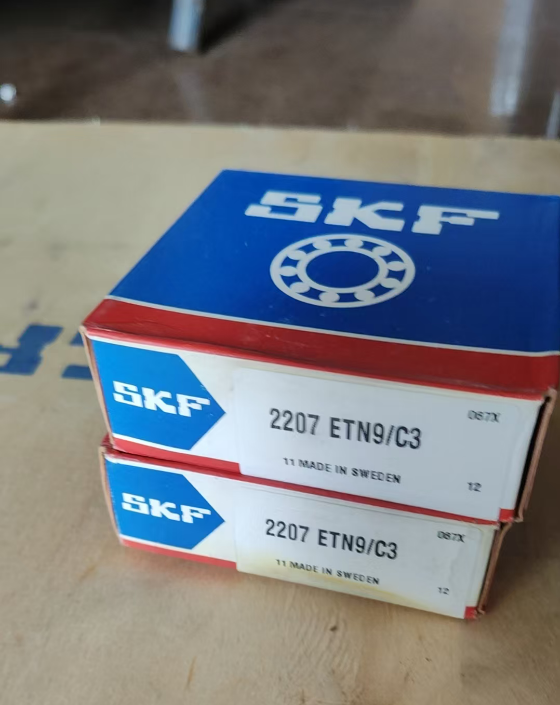 SKF
SKF
2207 ETN9/C3
087X
11 MADE IN SWEDEN
12
SKF
2207 ETN9/C3
087X
11 MADE IN SWEDEN
12